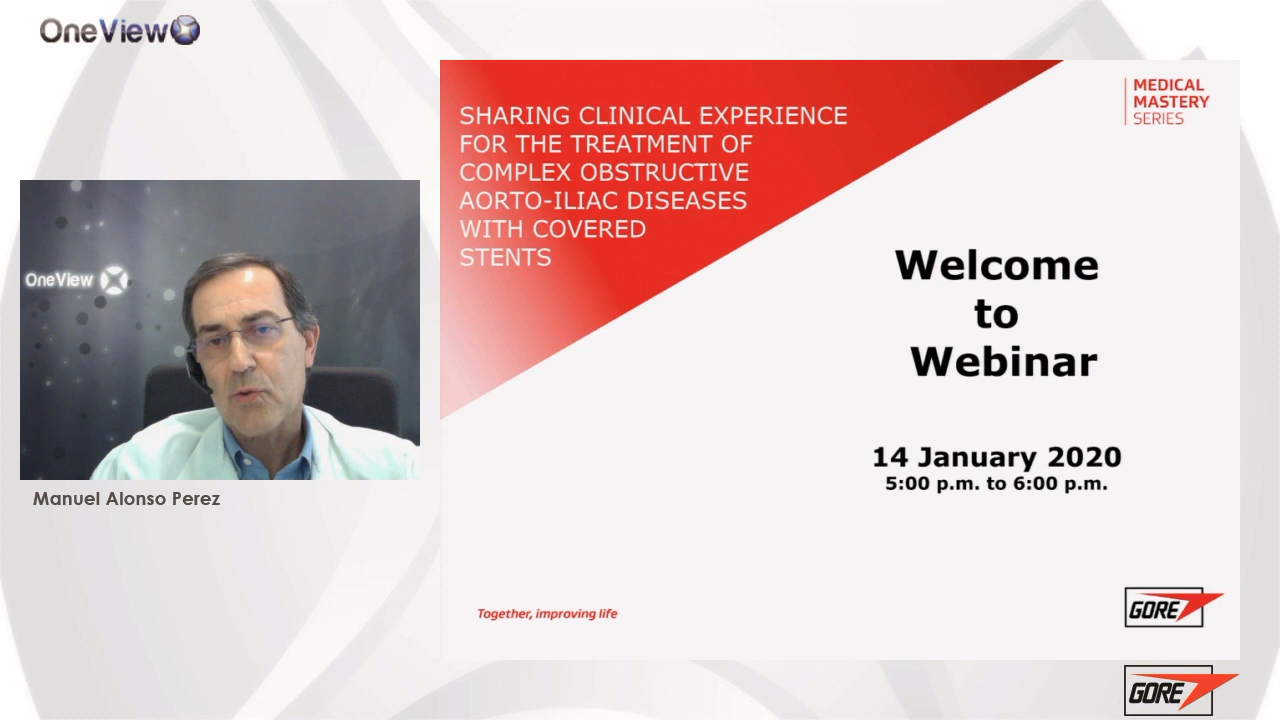 OneView
OneView
Manuel Alonso Perez
SHARING CLINICAL EXPERIENCE
FOR THE TREATMENT OF
COMPLEX OBSTRUCTIVE
AORTO-ILIAC DISEASES
WITH COVERED
STENTS
MEDICAL
MASTERY
SERIES
Welcome
to
Webinar
14 January 2020
5:00 p.m. to 6:00 p.m.
Together, improving life
GORE
GORE